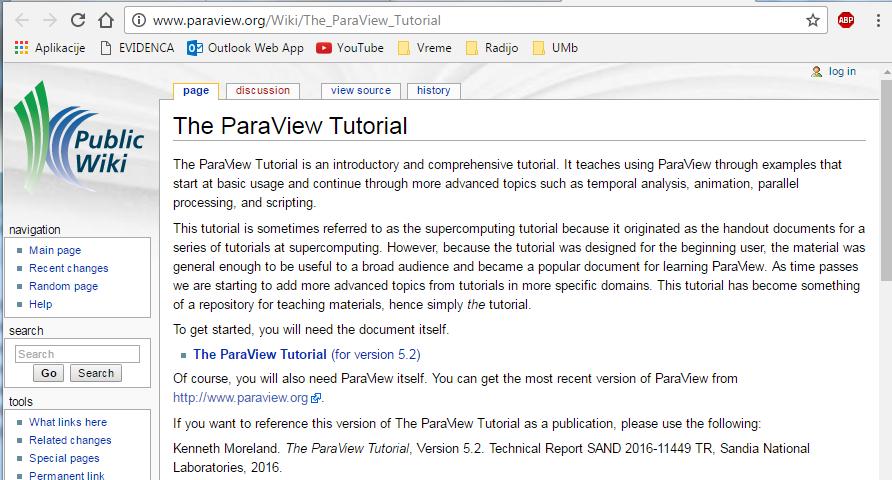 www.paraview.org/Wiki/The_ParaView_Tutorial
ABP
Aplikacije EVIDENCA Outlook Web App YouTube Vreme Radijo UMb
log in
page discussion view source history
Public
Wiki
The ParaView Tutorial
The ParaView Tutorial is an introductory and comprehensive tutorial. It teaches using ParaView through examples that
start at basic usage and continue through more advanced topics such as temporal analysis, animation, parallel
processing, and scripting.
This tutorial is sometimes referred to as the supercomputing tutorial because it originated as the handout documents for a
series of tutorials at supercomputing. However, because the tutorial was designed for the beginning user, the material was
general enough to be useful to a broad audience and became a popular document for learning ParaView. As time passes
we are starting to add more advanced topics from tutorials in more specific domains. This tutorial has become something
of a repository for teaching materials, hence simply the tutorial.
To get started, you will need the document itself.
The ParaView Tutorial (for version 5.2)
Of course, you will also need ParaView itself. You can get the most recent version of ParaView from
http://www.paraview.org.
If you want to reference this version of The ParaView Tutorial as a publication, please use the following:
Kenneth Moreland. The ParaView Tutorial, Version 5.2. Technical Report SAND 2016-11449 TR, Sandia National
Laboratories, 2016.
navigation
Main page
Recent changes
Random page
Help
search
Search
Go Search
tools
What links here
Related changes
Special pages
Permanent link